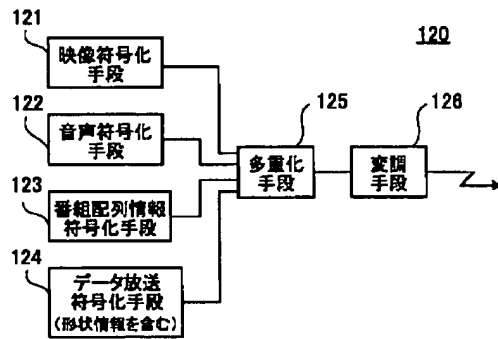 121
映像符号化
手段
120
122
音声符号化
手段
125
多重化
手段
126
変調
手段
123
番組配列情報
符号化手段
124
データ放送
符号化手段
(形状情報を含む)